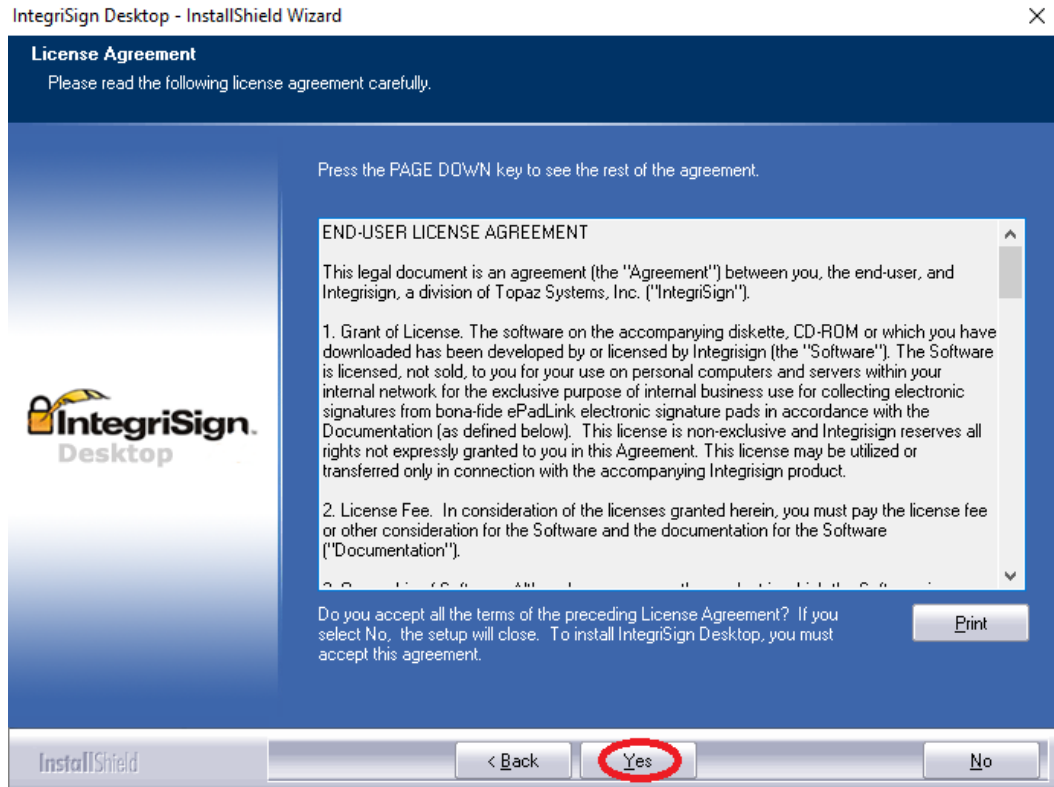 IntegriSign Desktop - InstallShield Wizard
License Agreement
Please read the following license agreement carefully.
Press the PAGE DOWN key to see the rest of the agreement.
END-USER LICENSE AGREEMENT
This legal document is an agreement (the "Agreement") between you, the end-user, and
Integrisign, a division of Topaz Systems, Inc. ("IntegriSign").
1. Grant of License. The software on the accompanying diskette, CD-ROM or which you have
downloaded has been developed by or licensed by Integrisign (the "Software"). The Software
is licensed, not sold, to you for your use on personal computers and servers within your
internal network for the exclusive purpose of internal business use for collecting electronic
signatures from bona-fide ePadLink electronic signature pads in accordance with the
Documentation (as defined below). This license is non-exclusive and Integrisign reserves all
rights not expressly granted to you in this Agreement. This license may be utilized or
transferred only in connection with the accompanying Integrisign product.
2. License Fee. In consideration of the licenses granted herein, you must pay the license fee
or other consideration for the Software and the documentation for the Software
("Documentation").
IntegriSign.
Desktop
Do you accept all the terms of the preceding License Agreement? If you
select No, the setup will close. To install IntegriSign Desktop, you must
accept this agreement.
Print
InstallShield
< Back
Yes
No